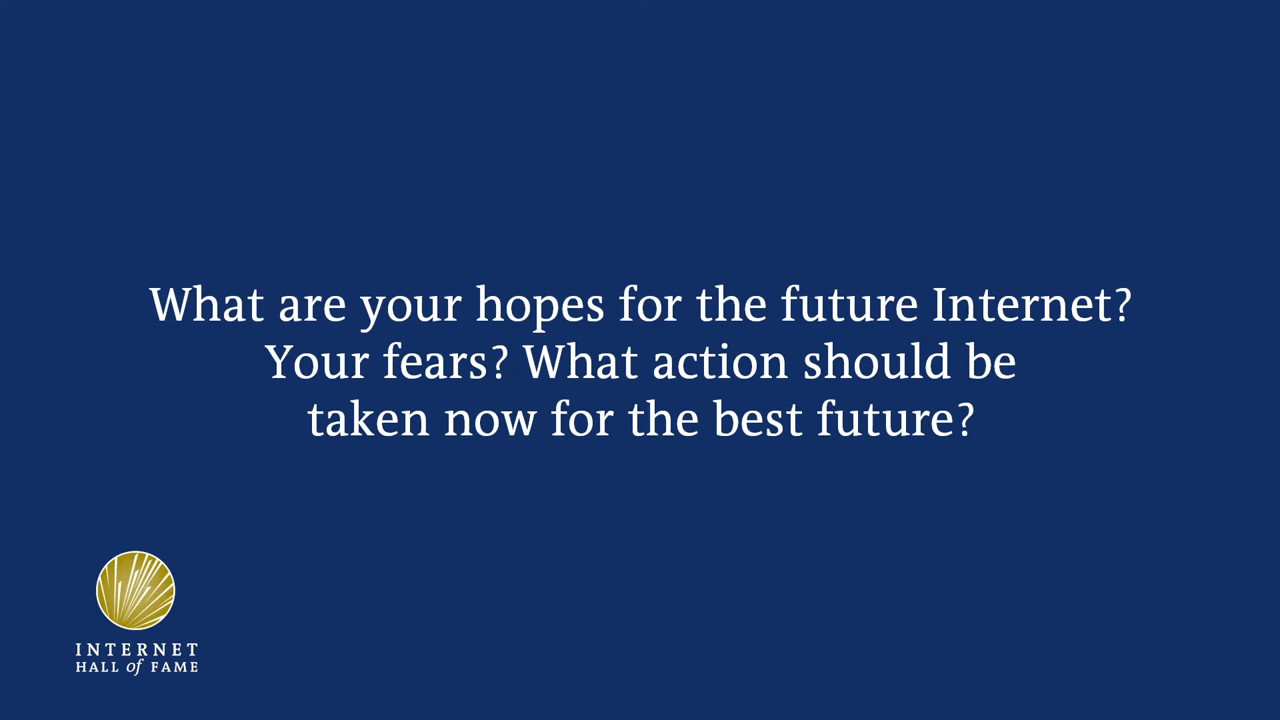 What are your hopes for the future Internet?
Your fears? What action should be
taken now for the best future?
INTERNET
HALL of FAME